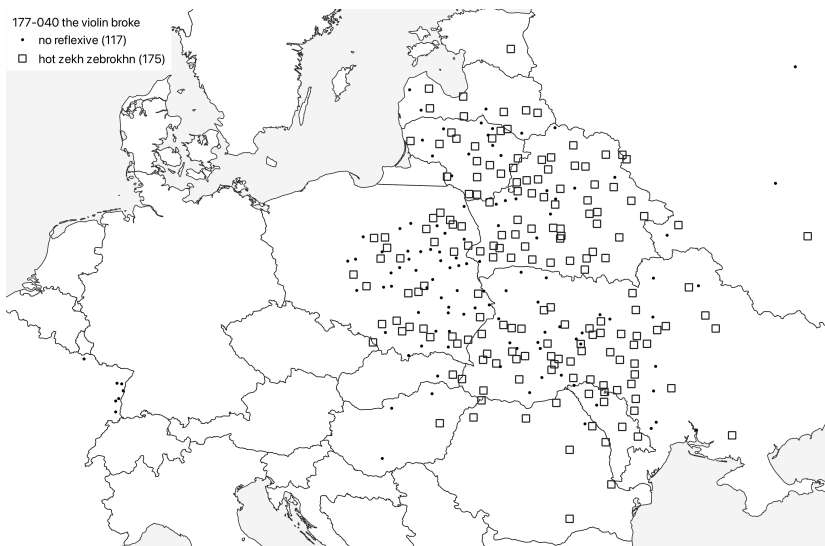 177-040 the violin broke
no reflexive (117)
hot zekh zebrokhn (175)